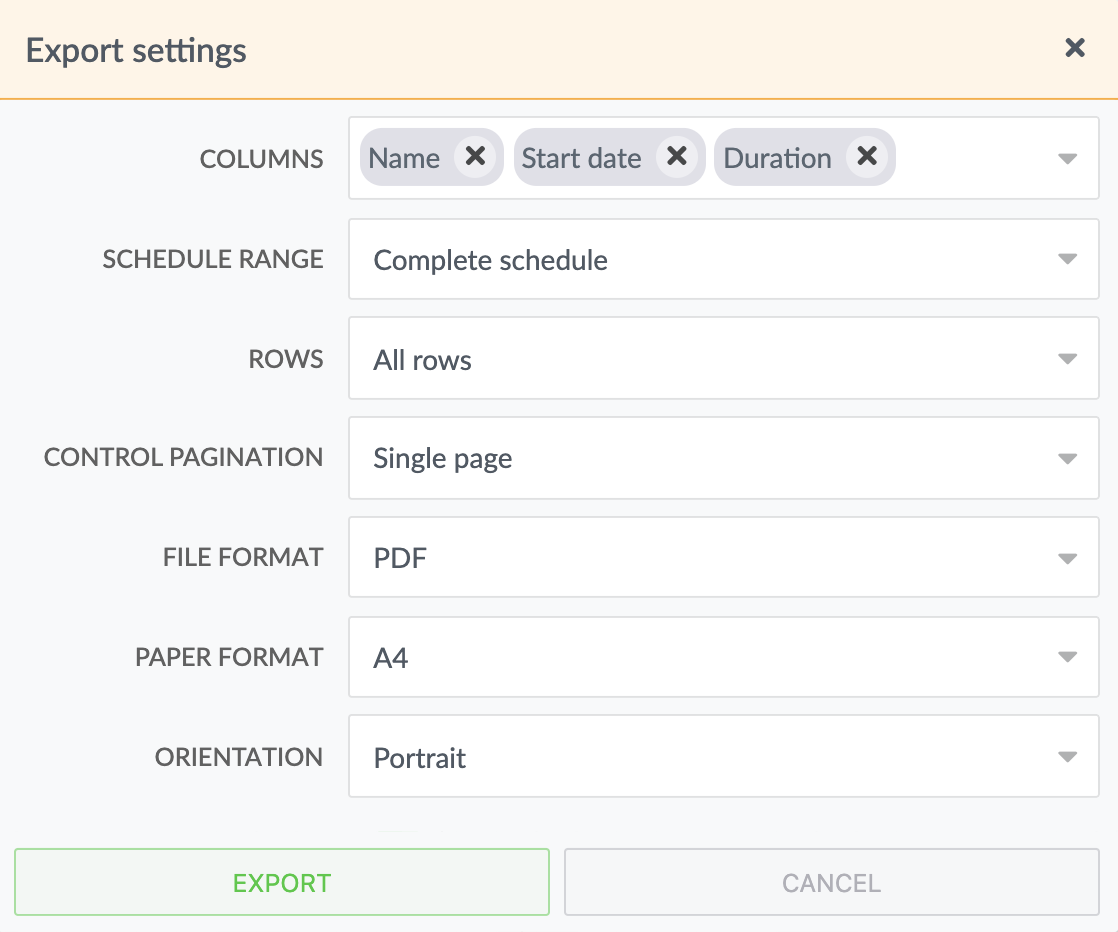 Export settings
COLUMNS Name Start date Duration
SCHEDULE RANGE Complete schedule
ROWS All rows
CONTROL PAGINATION Single page
FILE FORMAT PDF
PAPER FORMAT A4
ORIENTATION Portrait
EXPORT CANCEL